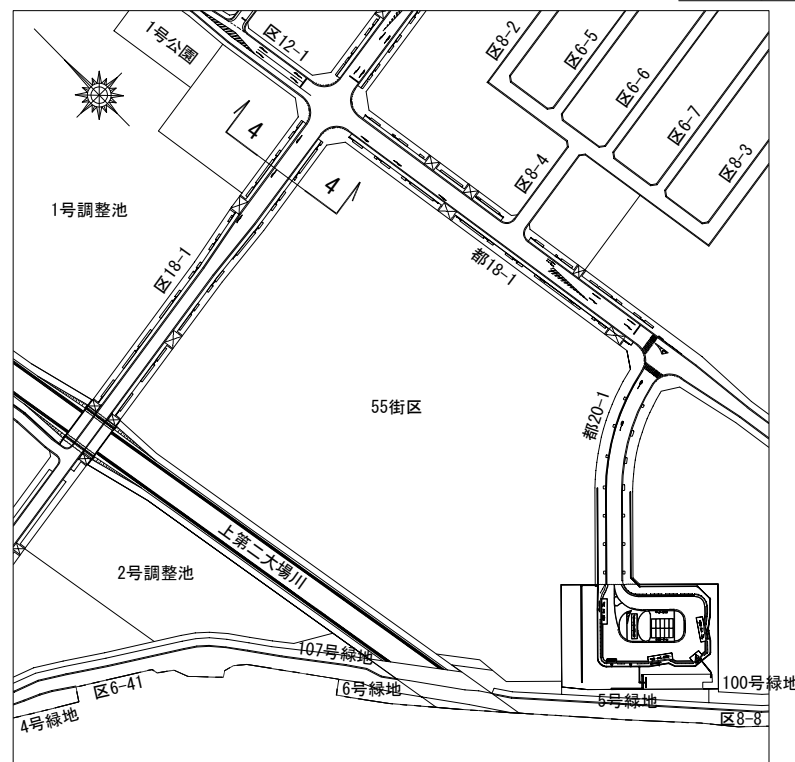 区12-1
1号公園
区8-2
区6-5
区6-6
区6-7
区8-3
区8-4
4
4
1号調整池
区18-1
都18-1
55街区
都20-1
上第二大場川
2号調整池
107号緑地
6号緑地
区6-41
4号緑地
100号緑地
5号緑地
区8-8